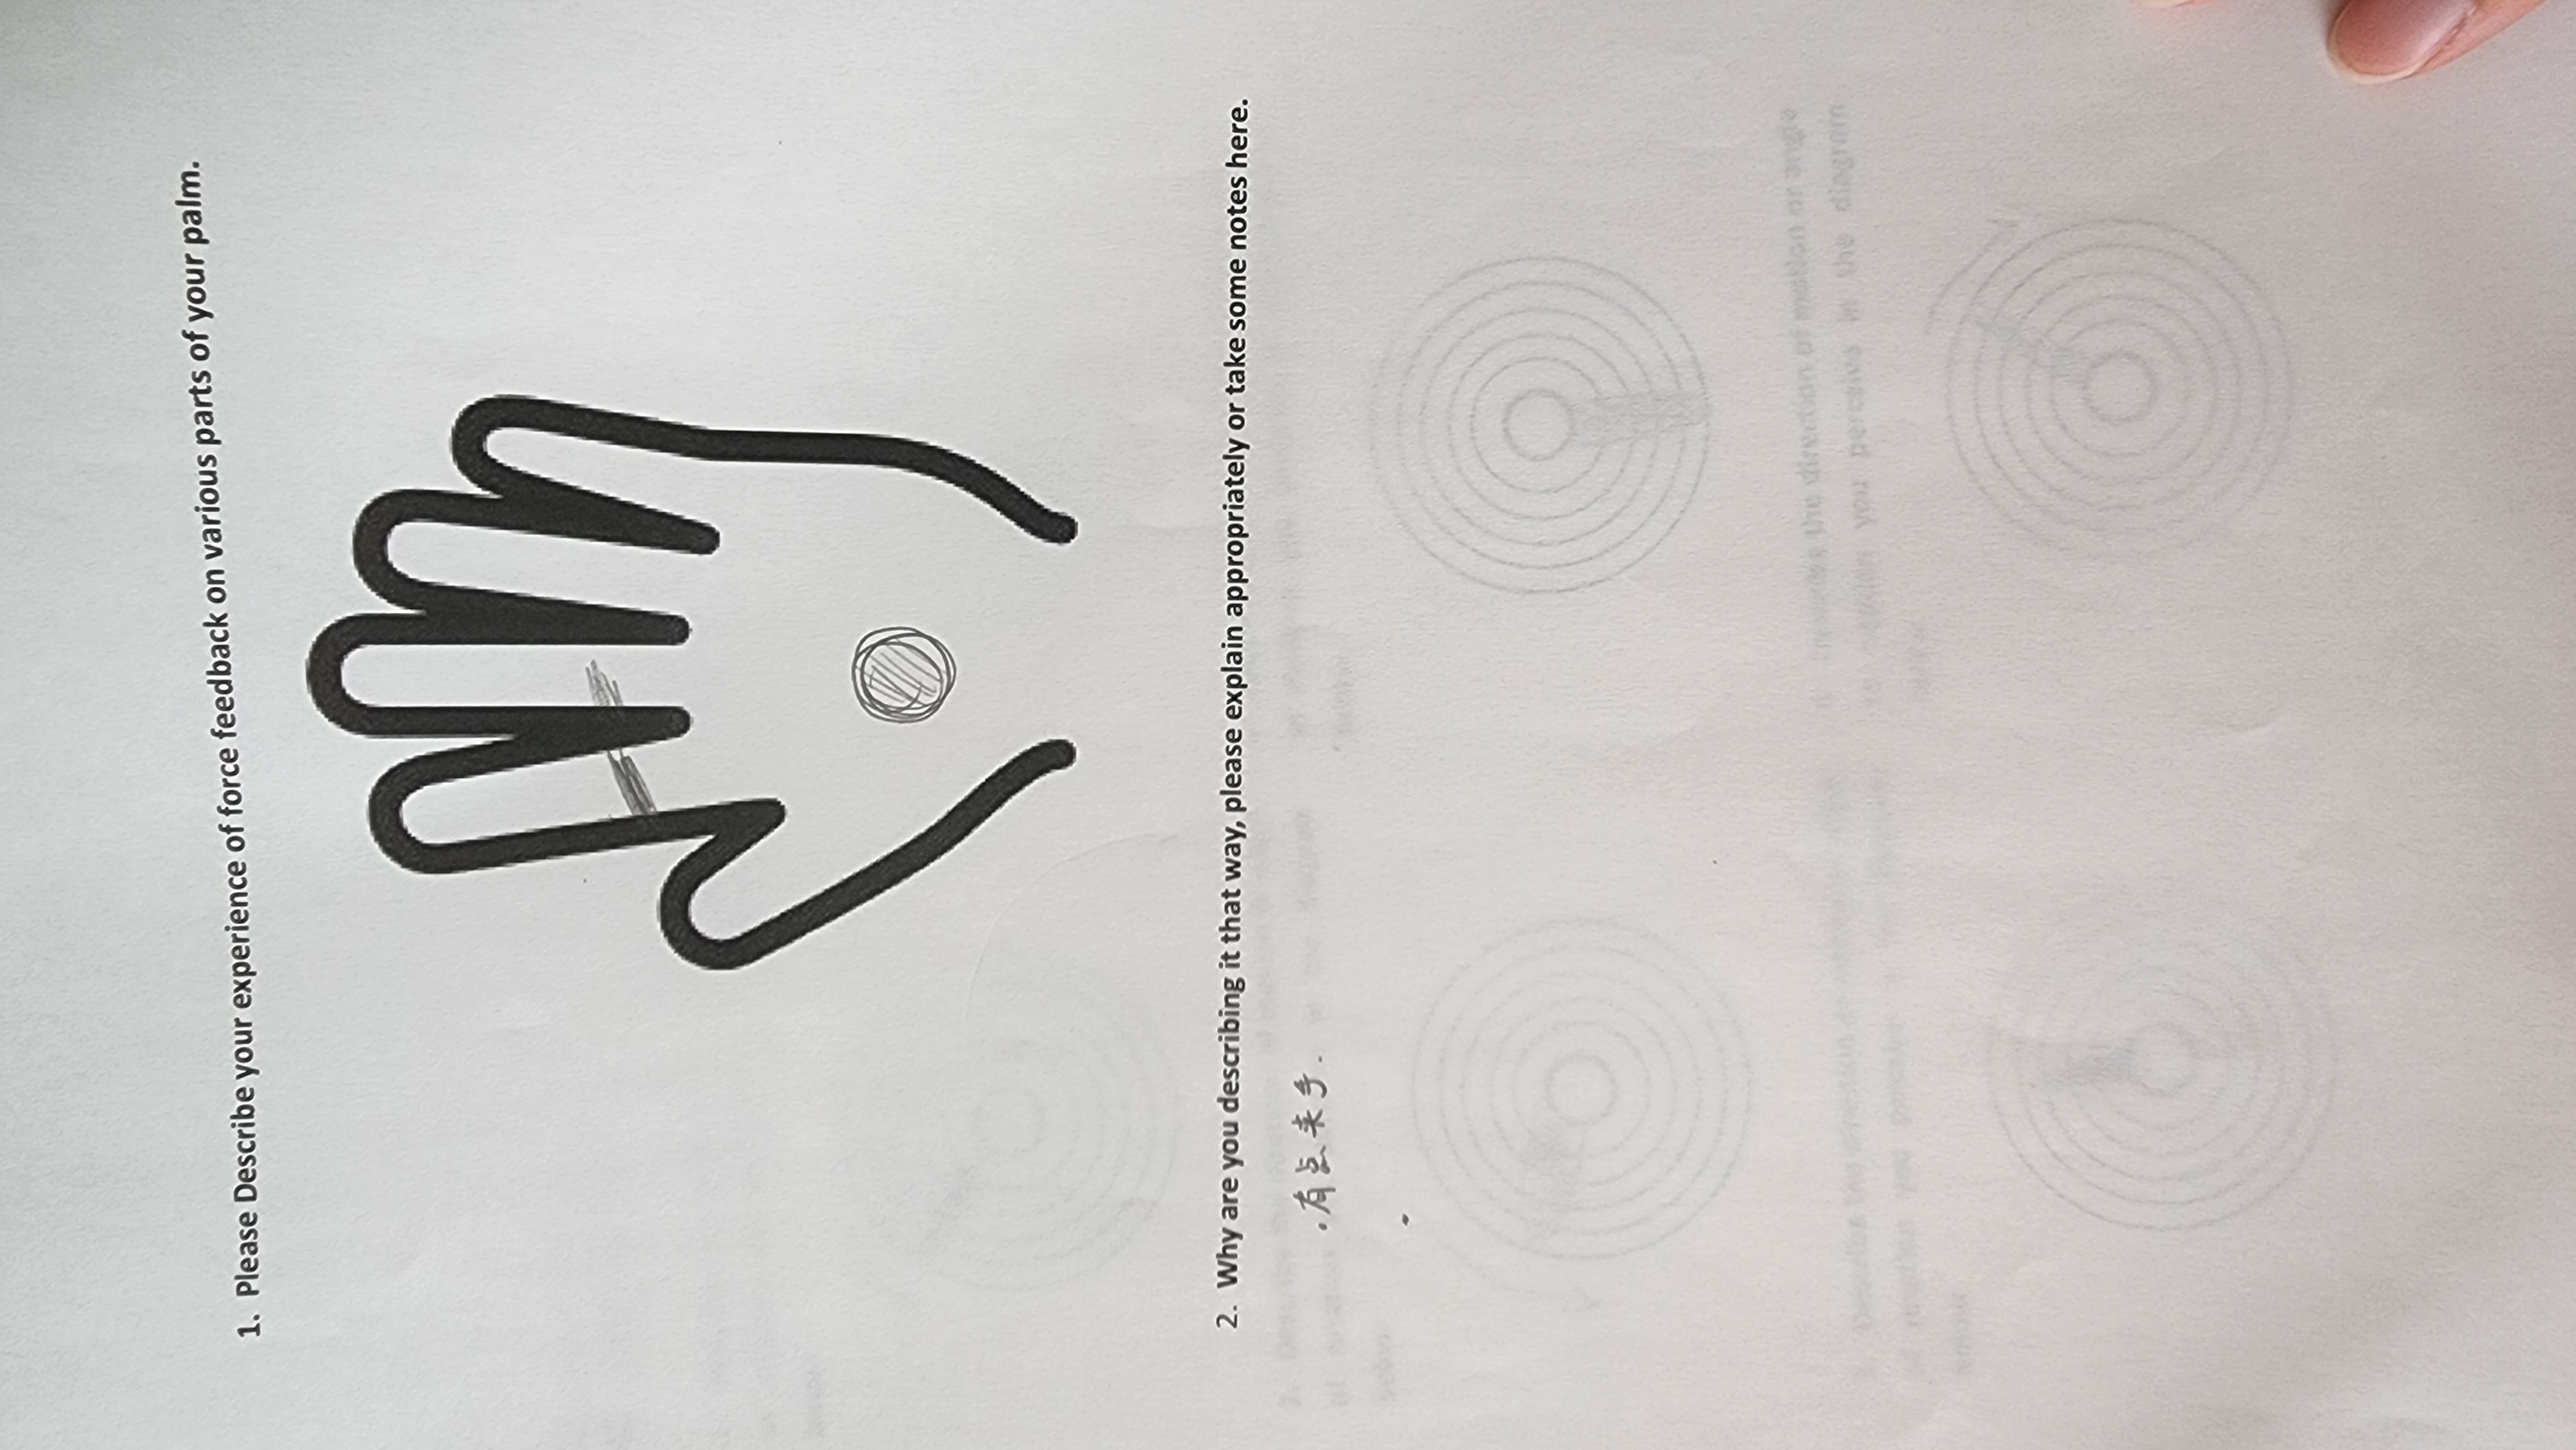 1. Please Describe your experience of force feedback on various parts of your palm.
2. Why are you describing it that way, please explain appropriately or take some notes here.
·有点夹手.